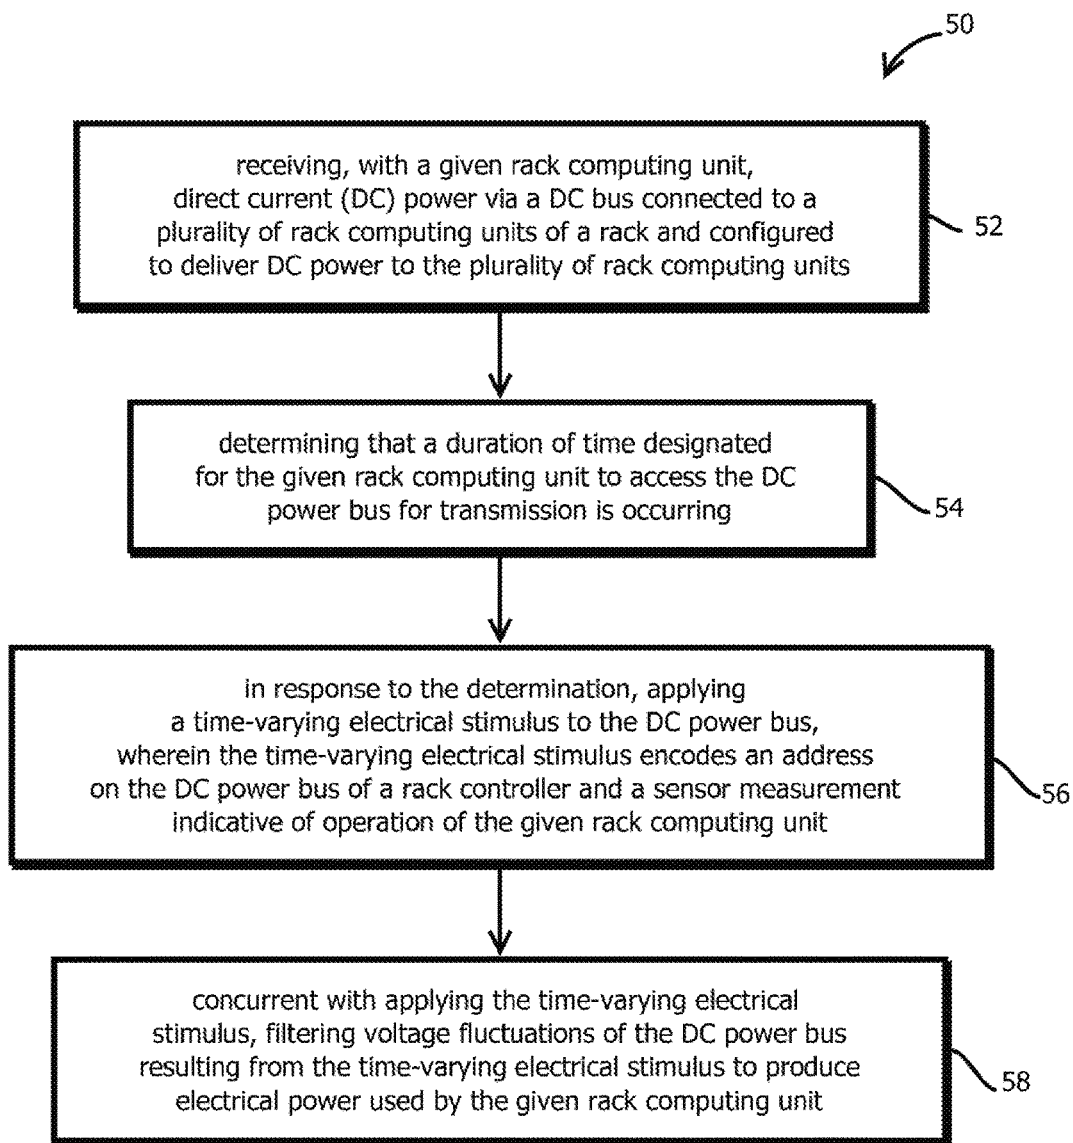 50
receiving, with a given rack computing unit,
direct current (DC) power via a DC bus connected to a
plurality of rack computing units of a rack and configured
to deliver DC power to the plurality of rack computing units
52
determining that a duration of time designated
for the given rack computing unit to access the DC
power bus for transmission is occurring
54
in response to the determination, applying
a time-varying electrical stimulus to the DC power bus,
wherein the time-varying electrical stimulus encodes an address
on the DC power bus of a rack controller and a sensor measurement
indicative of operation of the given rack computing unit
56
concurrent with applying the time-varying electrical
stimulus, filtering voltage fluctuations of the DC power bus
resulting from the time-varying electrical stimulus to produce
electrical power used by the given rack computing unit
58